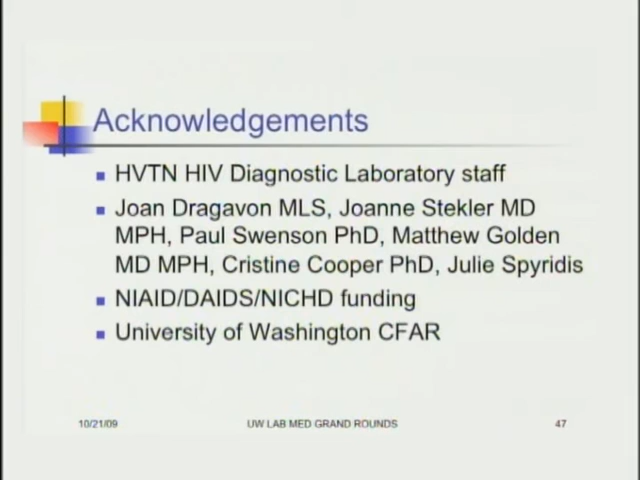 Acknowledgements
HVTN HIV Diagnostic Laboratory staff
Joan Dragavon MLS, Joanne Stekler MD
MPH, Paul Swenson PhD, Matthew Golden
MD MPH, Cristine Cooper PhD, Julie Spyridis
NIAID/DAIDS/NICHD funding
University of Washington CFAR
10/21/09 UW LAB MED GRAND ROUNDS 47